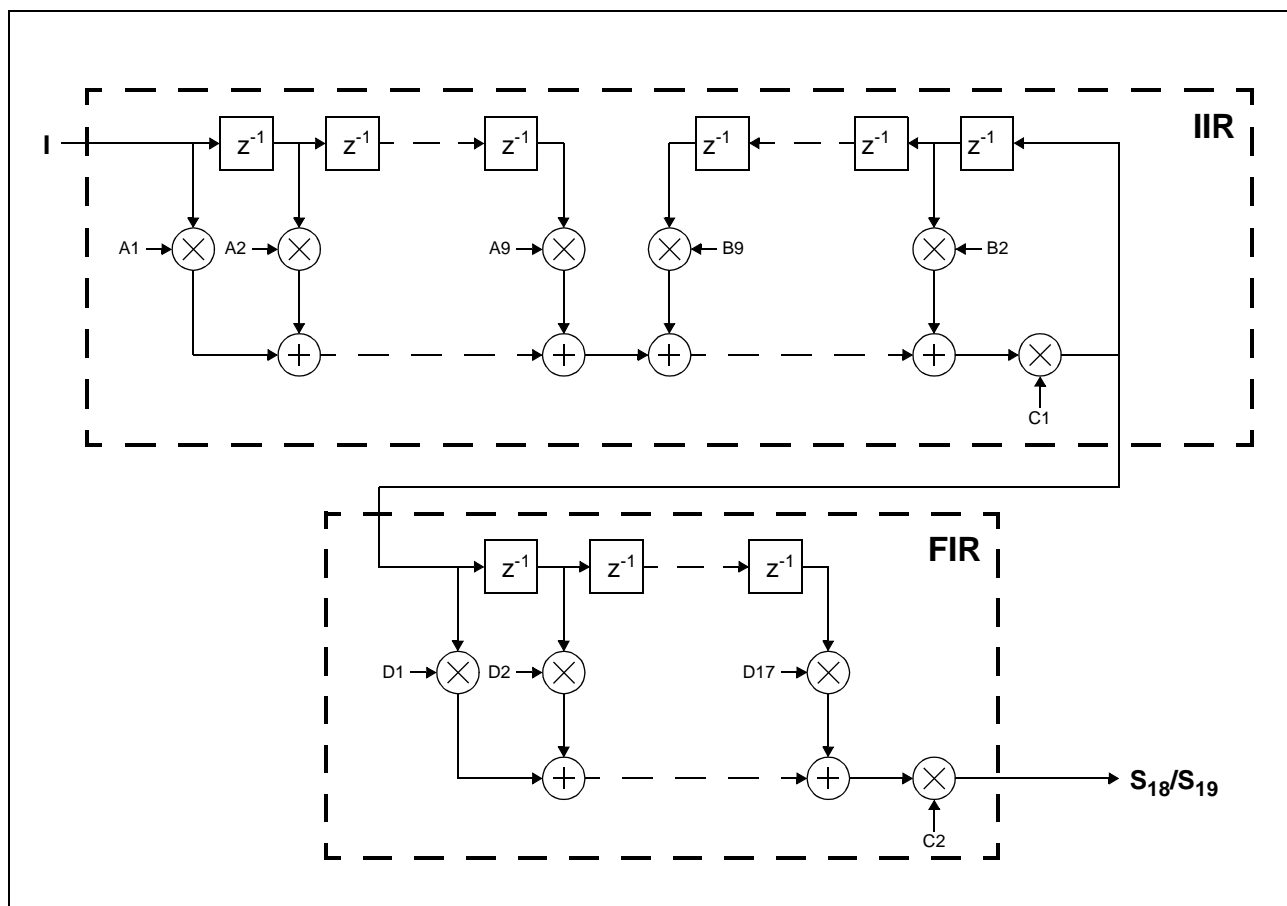 IIR
I
z⁻¹ z⁻¹ z⁻¹ z⁻¹ z⁻¹ z⁻¹
A1 A2 A9 B9 B2
C1
FIR
z⁻¹ z⁻¹ z⁻¹
D1 D2 D17
S₁₈/S₁₉
C2